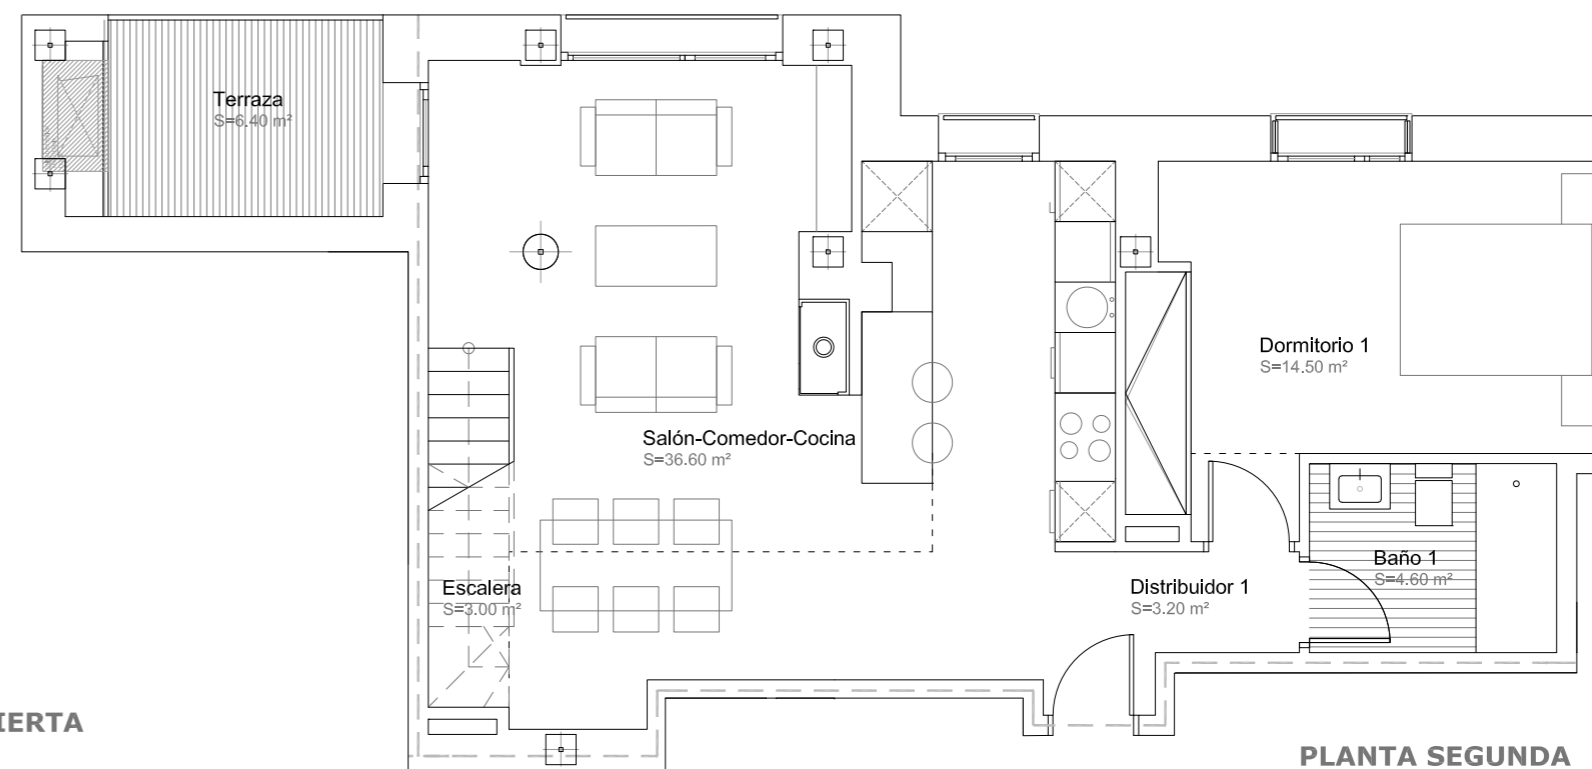 Terraza
S=6.40 m²
Dormitorio 1
S=14.50 m²
Salón-Comedor-Cocina
S=36.60 m²
Baño 1
S=4.60 m²
Escalera
S=3.00 m²
Distribuidor 1
S=3.20 m²
IERTA
PLANTA SEGUNDA